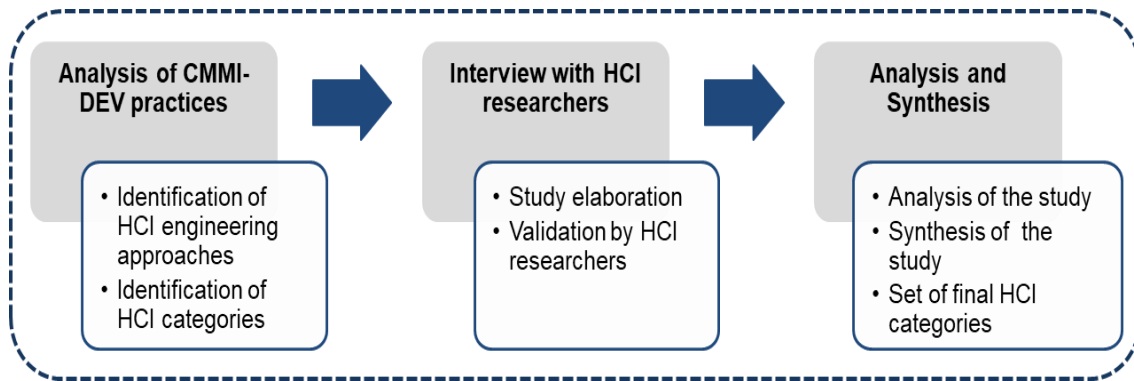 Analysis of CMMI-
DEV practices
• Identification of
HCI engineering
approaches
• Identification of
HCI categories
Interview with HCI
researchers
• Study elaboration
• Validation by HCI
researchers
Analysis and
Synthesis
• Analysis of the study
• Synthesis of the
study
• Set of final HCI
categories